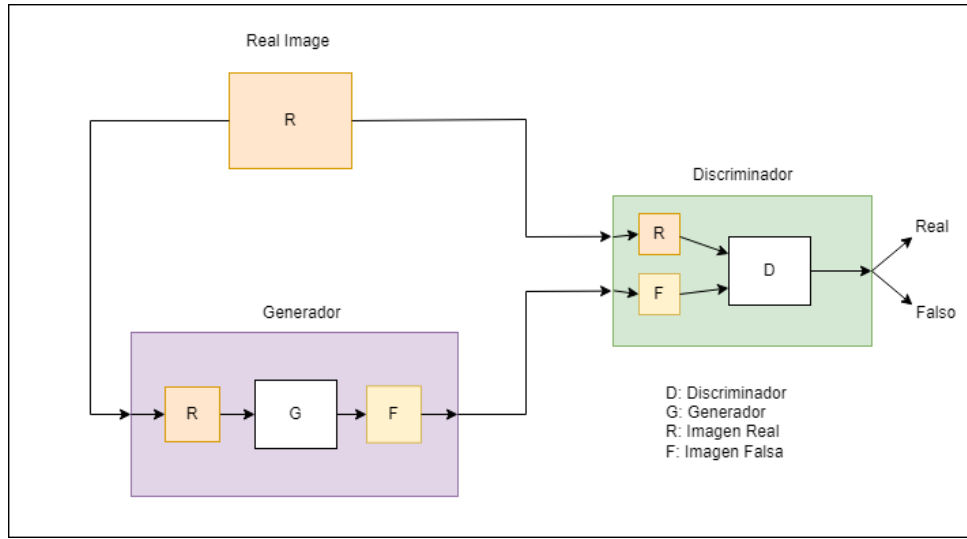 Real Image
R
Discriminador
R
D
F
Real
Falso
Generador
R
G
F
D: Discriminador
G: Generador
R: Imagen Real
F: Imagen Falsa